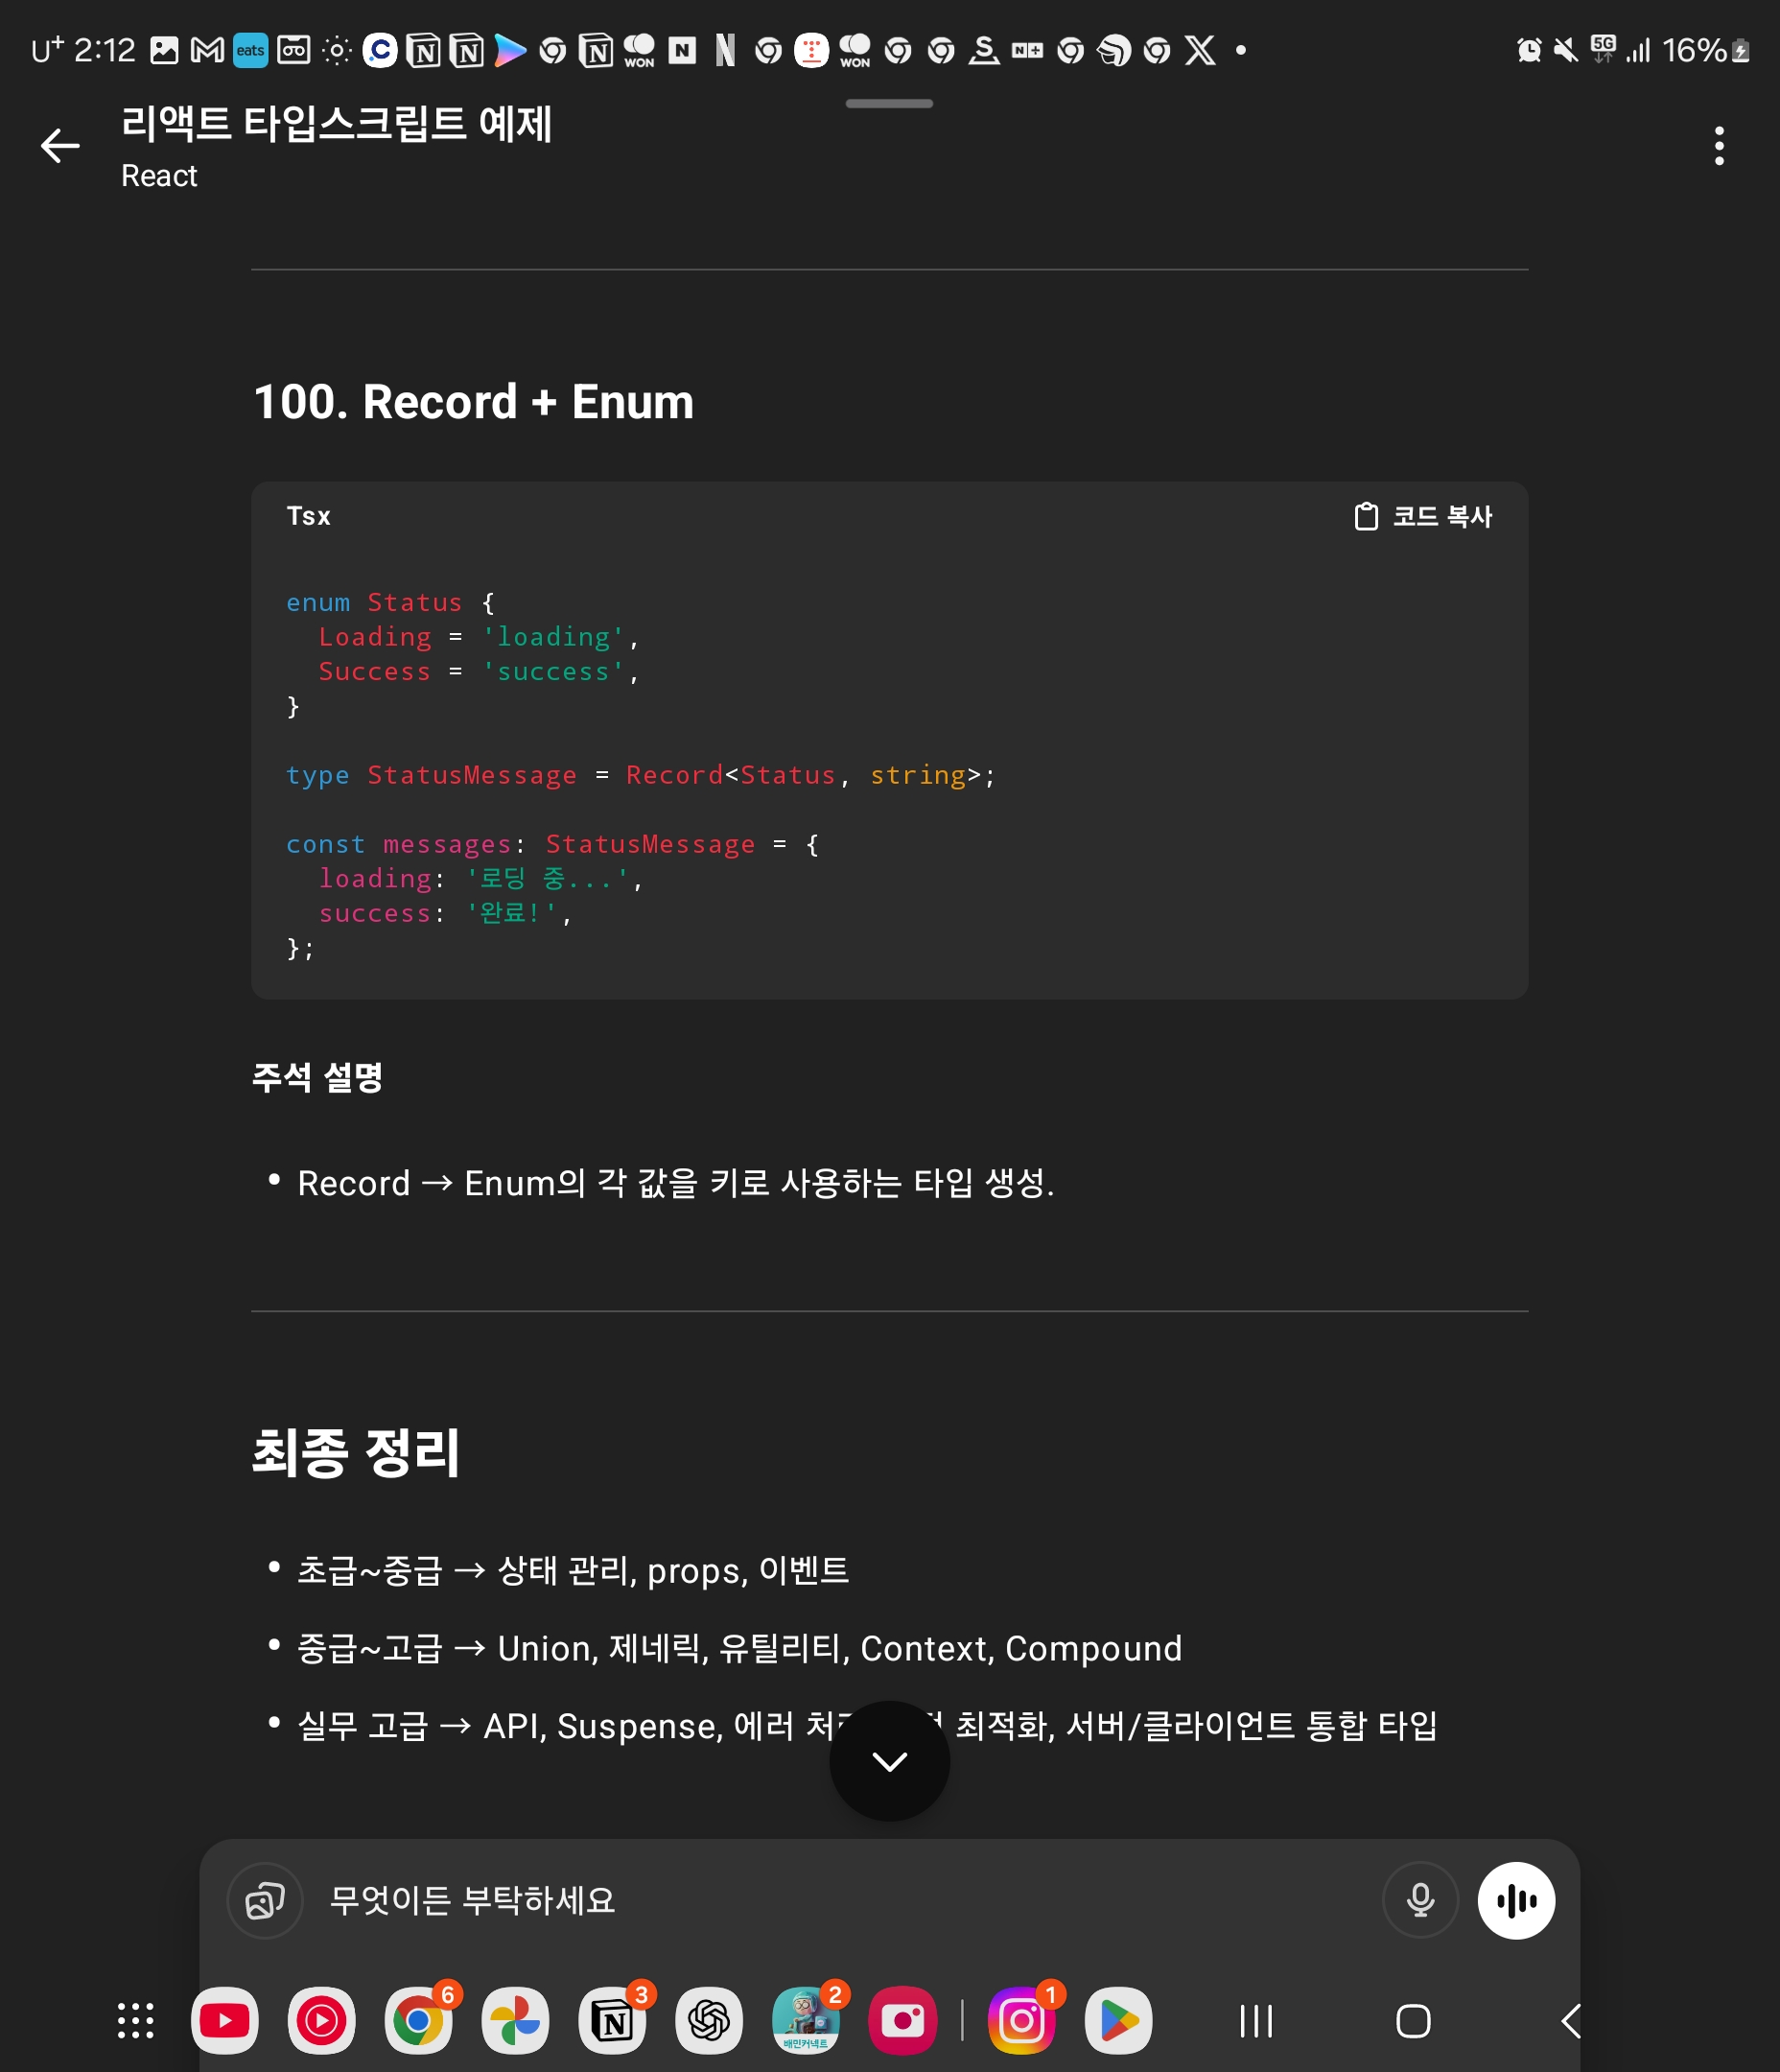 U+ 2:12 eats WON WON 5G 16%
리액트 타입스크립트 예제
React
100. Record + Enum
Tsx 코드 복사
enum Status {
  Loading = 'loading',
  Success = 'success',
}
type StatusMessage = Record<Status, string>;
const messages: StatusMessage = {
  loading: '로딩 중...',
  success: '완료!',
};
주석 설명
• Record → Enum의 각 값을 키로 사용하는 타입 생성.
최종 정리
• 초급~중급 → 상태 관리, props, 이벤트
• 중급~고급 → Union, 제네릭, 유틸리티, Context, Compound
• 실무 고급 → API, Suspense, 에러 최적화, 서버/클라이언트 통합 타입
무엇이든 부탁하세요
6 3 2 1
배민커넥트